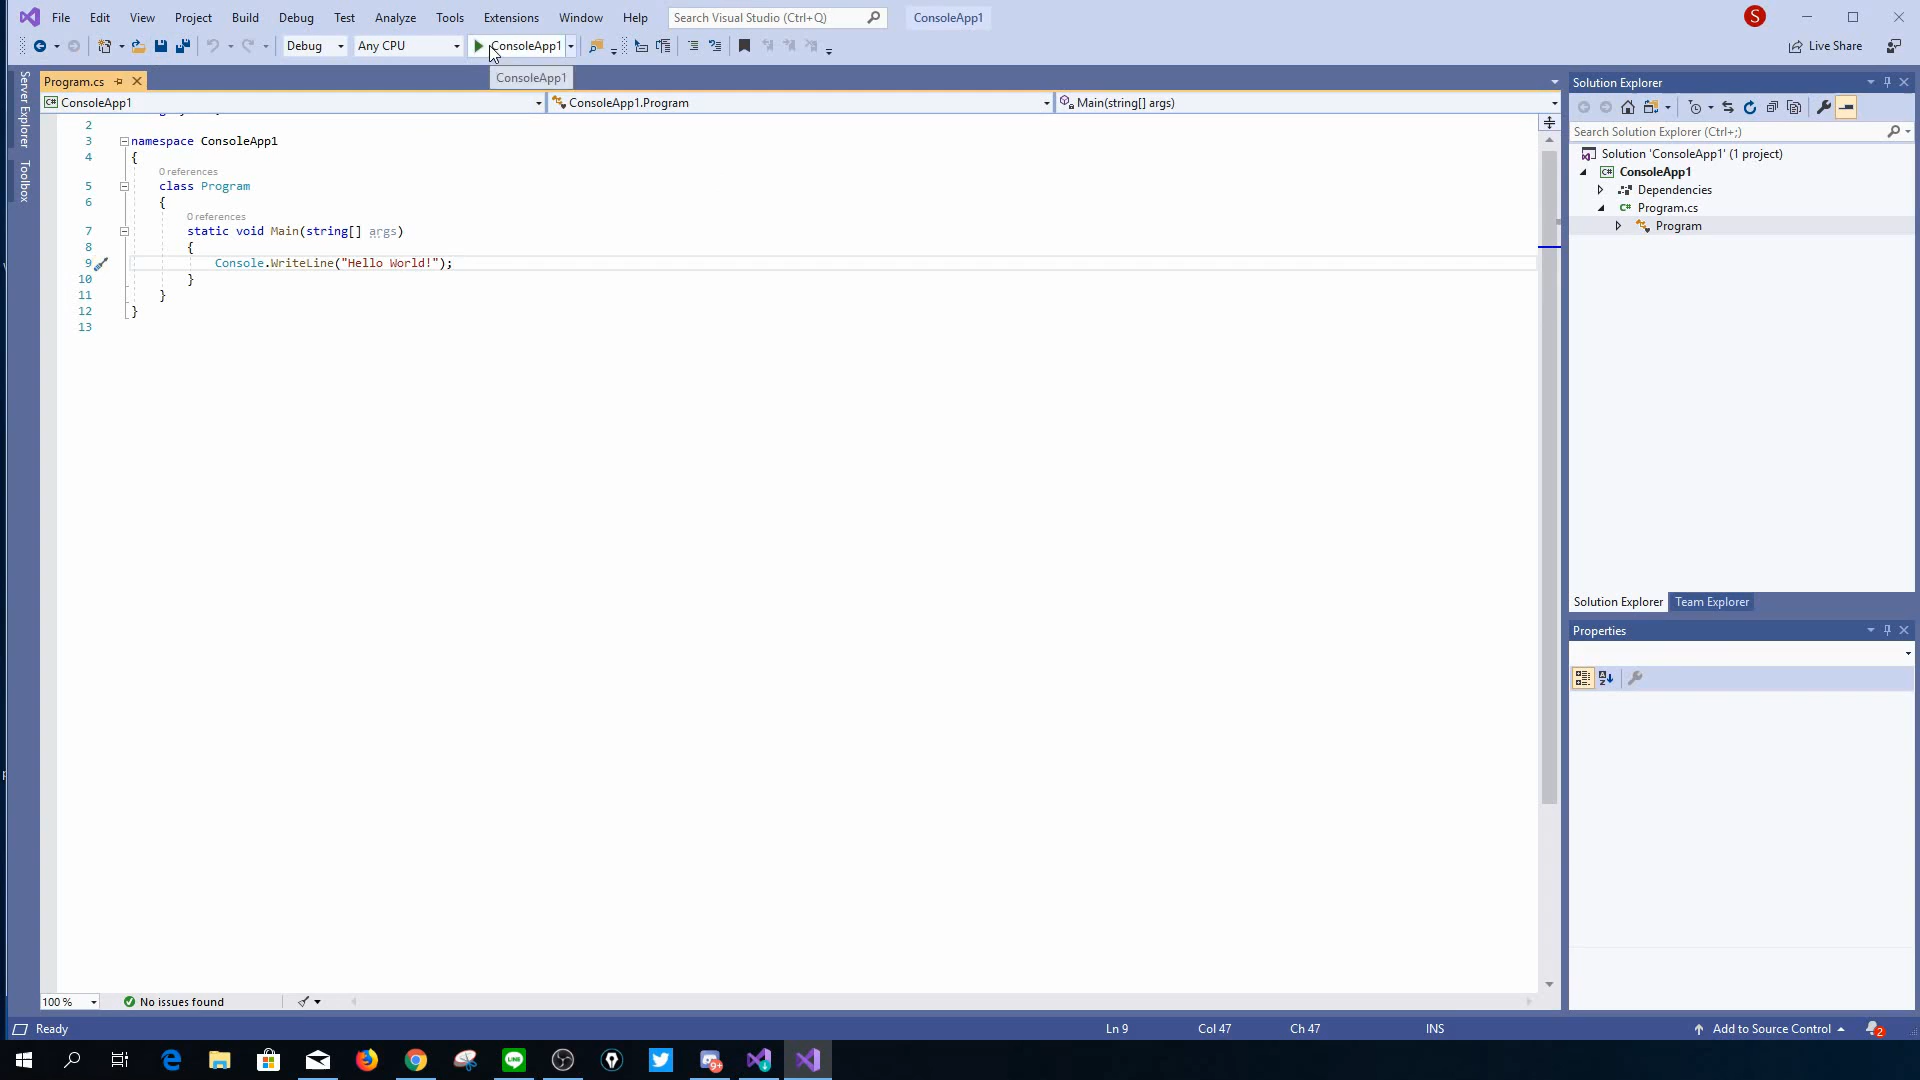 File Edit View Project Build Debug Test Analyze Tools Extensions Window Help Search Visual Studio (Ctrl+Q) ConsoleApp1 S
Debug Any CPU ConsoleApp1 Live Share
ConsoleApp1
Server Explorer
Toolbox
Program.cs
ConsoleApp1 ConsoleApp1.Program Main(string[] args)
2
3 namespace ConsoleApp1
4 {
0 references
5 class Program
6 {
0 references
7 static void Main(string[] args)
8 {
9 Console.WriteLine("Hello World!");
10 }
11 }
12 }
13
100 % No issues found
Solution Explorer
Search Solution Explorer (Ctrl+;)
Solution 'ConsoleApp1' (1 project)
C# ConsoleApp1
Dependencies
C# Program.cs
Program
Solution Explorer Team Explorer
Properties
Ready Ln 9 Col 47 Ch 47 INS Add to Source Control 2
LINE 9+